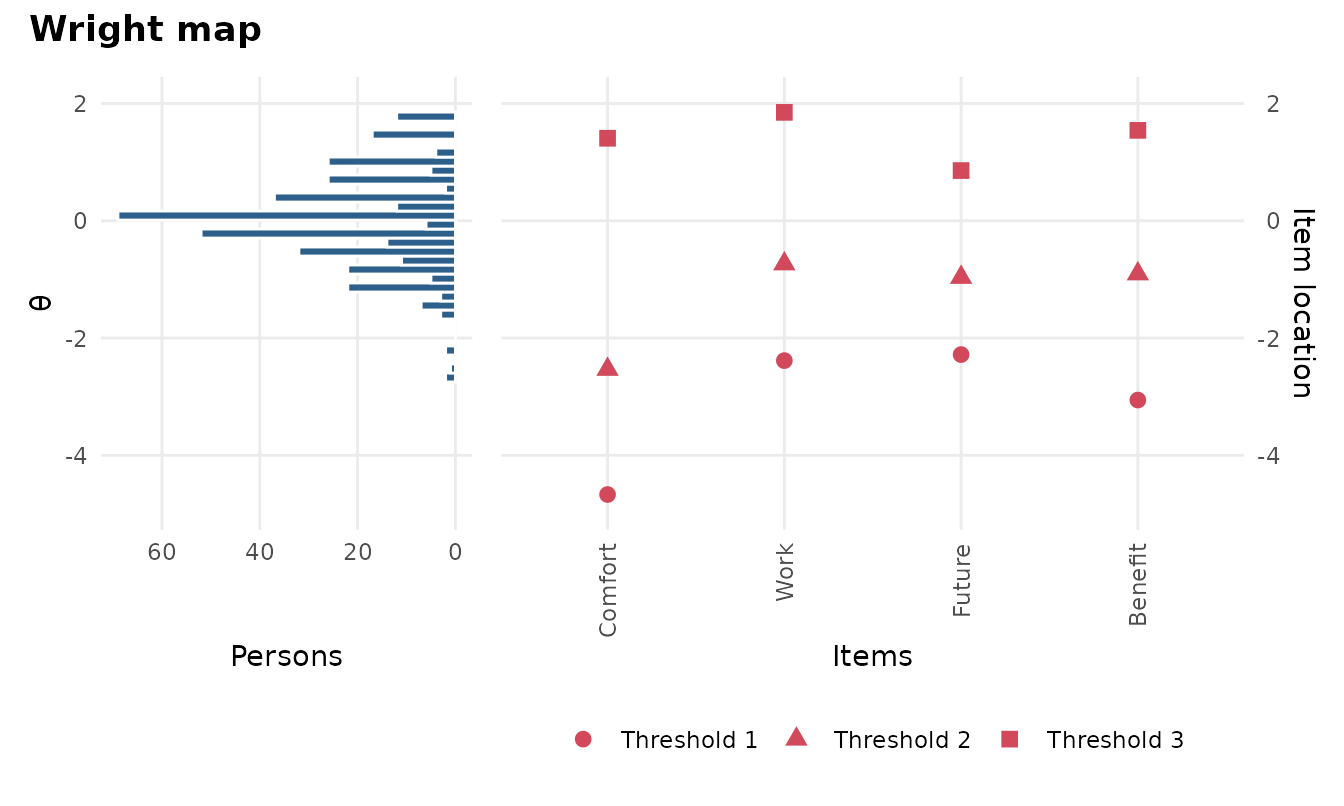 Wright map
2
0
-2
-4
θ
60 40 20 0
Persons
2
0
-2
-4
Item location
Comfort
Work
Future
Benefit
Items
Threshold 1 Threshold 2 Threshold 3